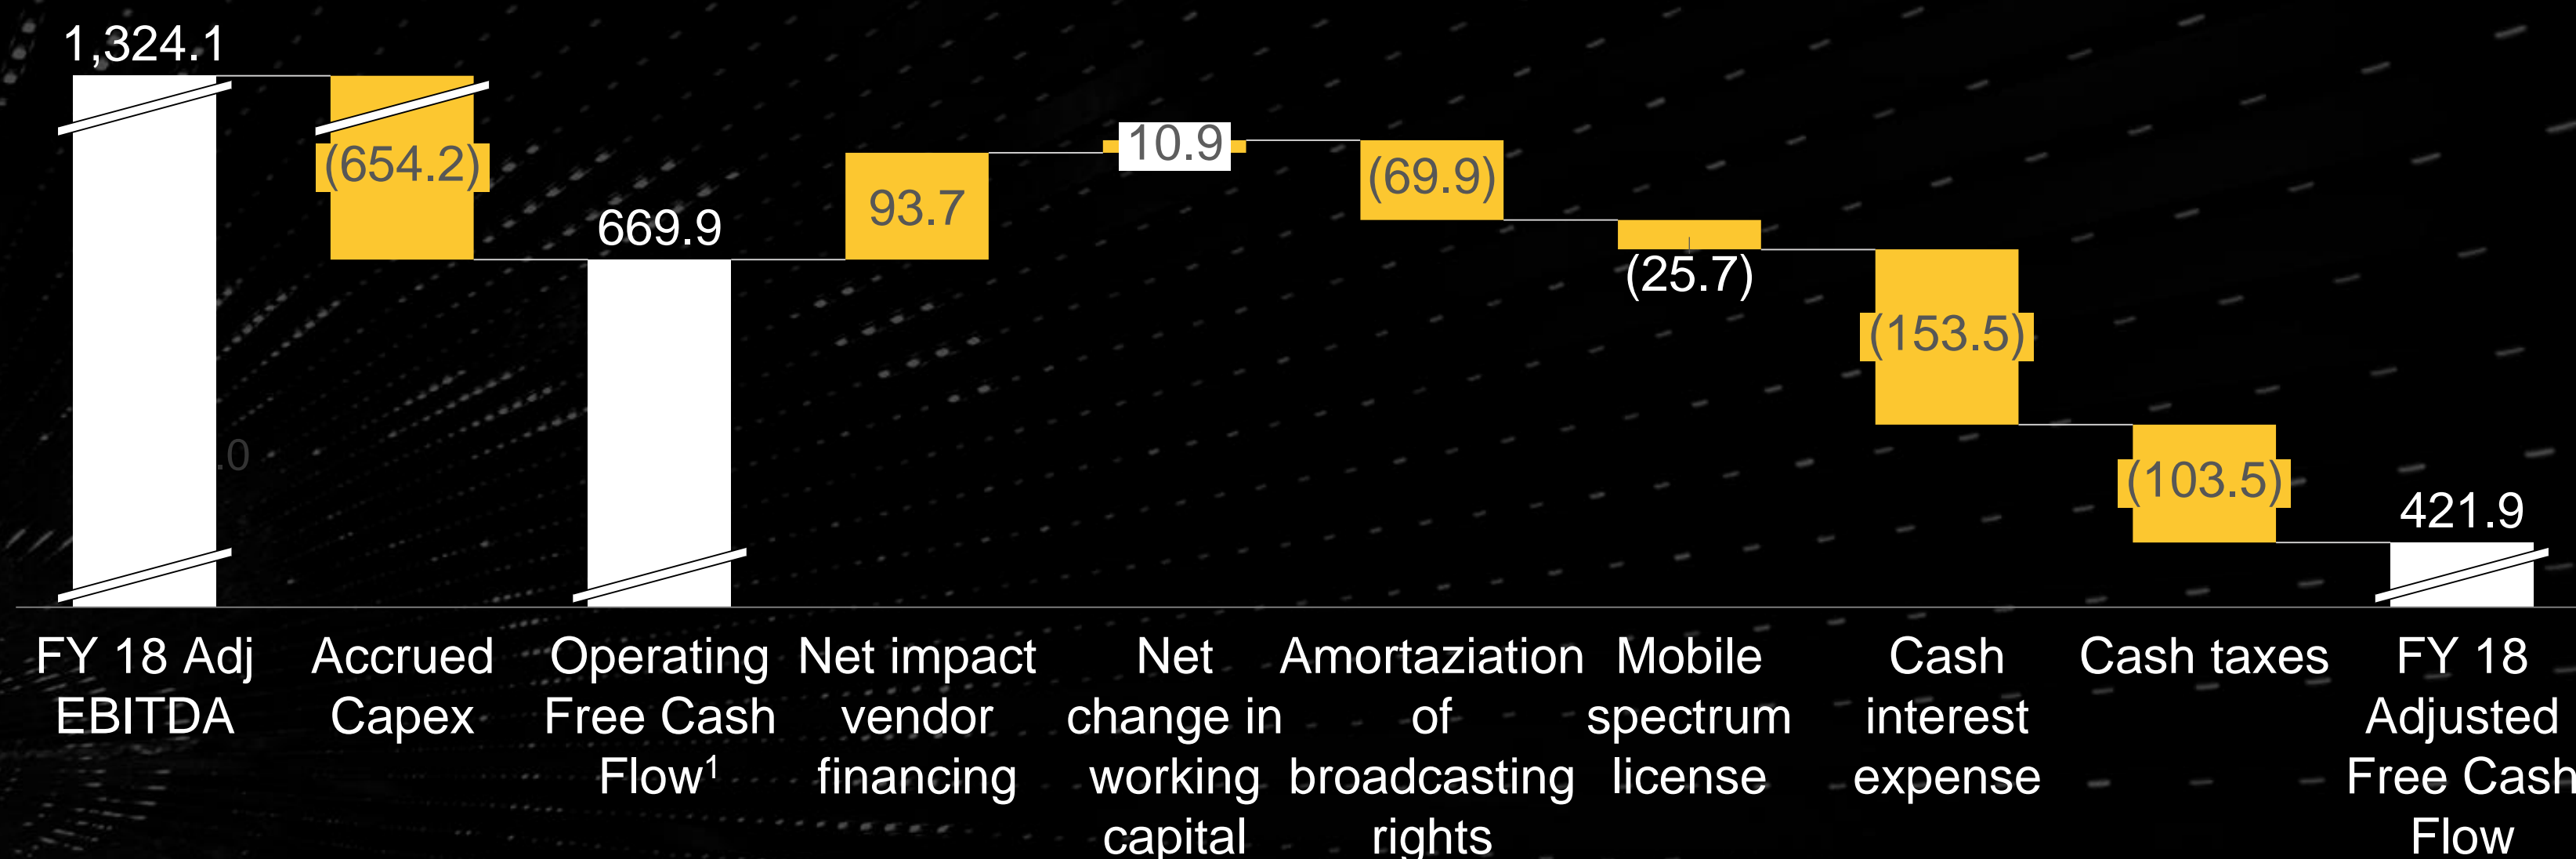 1,324.1
(654.2)
669.9
93.7
10.9
(69.9)
(25.7)
(153.5)
(103.5)
421.9
.0
FY 18 Adj
EBITDA
Accrued
Capex
Operating
Free Cash
Flow¹
Net impact
vendor
financing
Net
change in
working
capital
Amortaziation
of
broadcasting
rights
Mobile
spectrum
license
Cash
interest
expense
Cash taxes
FY 18
Adjusted
Free Cash
Flow